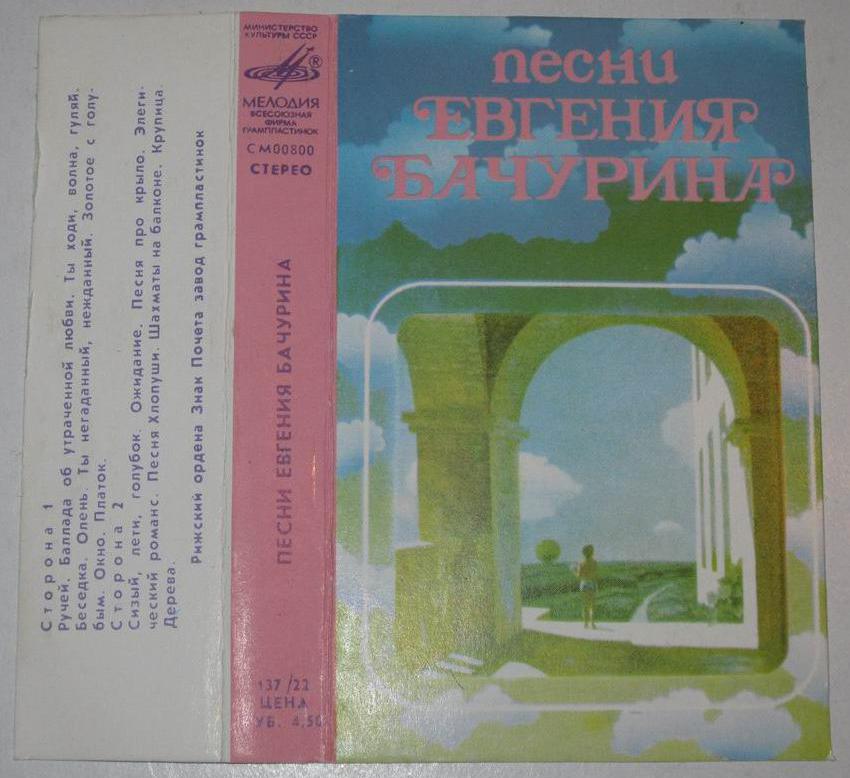 Сторона 1
Ручей. Баллада об утраченной любви. Ты ходи, волна, гуляй.
Беседка. Олень. Ты негаданный, нежданный. Золотое с голу-
бым. Окно. Платок.
Сторона 2
Сизый, лети, голубок. Ожидание. Песня про крыло. Элеги-
ческий романс. Песня Хлопуши. Шахматы на балконе. Крупица.
Дерева.
Рижский ордена Знак Почета завод грампластинок
МИНИСТЕРСТВО
КУЛЬТУРЫ СССР
®
МЕЛОДИЯ
ВСЕСОЮЗНАЯ
ФИРМА
ГРАМПЛАСТИНОК
СМ00800
СТЕРЕО
ПЕСНИ ЕВГЕНИЯ БАЧУРИНА
137/22
ЦЕНА
УБ. 4,50
песни
ЕВГЕНИЯ
БАЧУРИНА